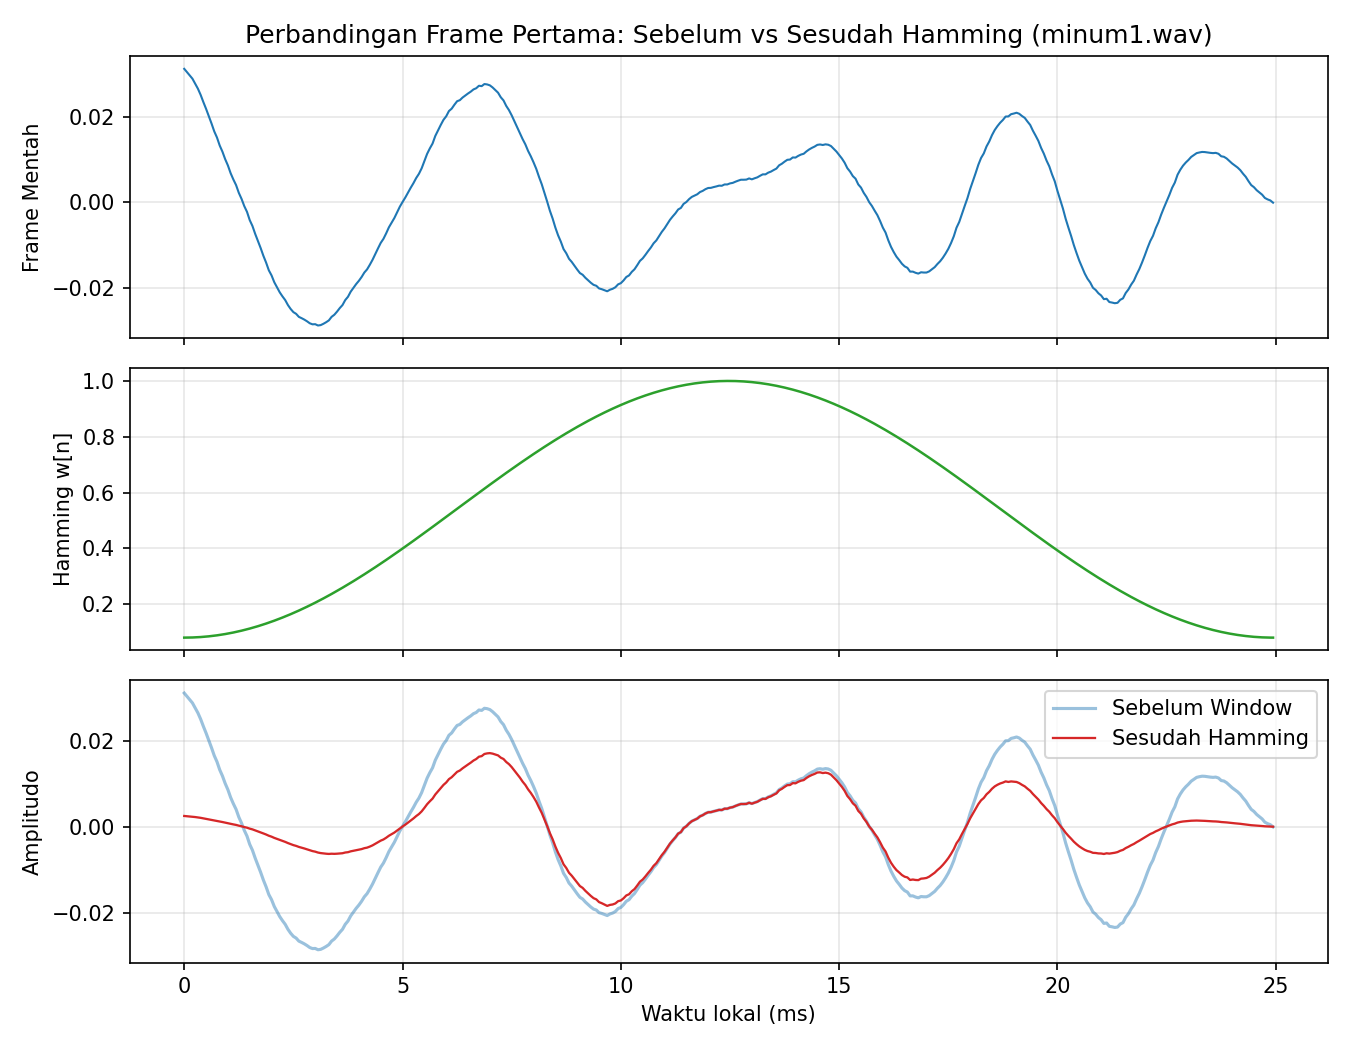 Perbandingan Frame Pertama: Sebelum vs Sesudah Hamming (minum1.wav)
Frame Mentah
0.02
0.00
−0.02
Hamming w[n]
1.0
0.8
0.6
0.4
0.2
Sebelum Window
Sesudah Hamming
Amplitudo
0.02
0.00
−0.02
0 5 10 15 20 25
Waktu lokal (ms)